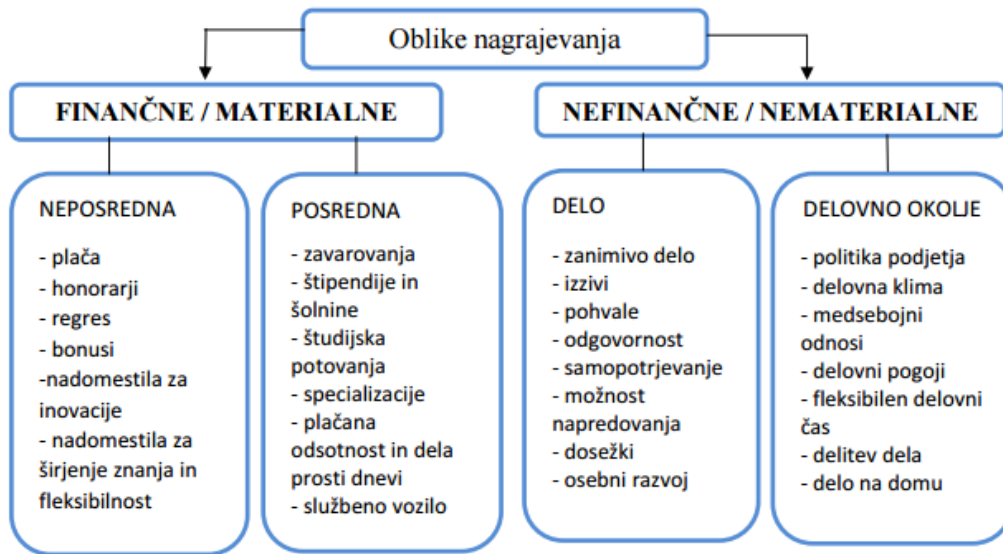 Oblike nagrajevanja
FINANČNE / MATERIALNE
NEFINANČNE / NEMATERIALNE
NEPOSREDNA
- plača
- honorarji
- regres
- bonusi
-nadomestila za
inovacije
- nadomestila za
širjenje znanja in
fleksibilnost
POSREDNA
- zavarovanja
- štipendije in
šolnine
- študijska
potovanja
- specializacije
- plačana
odsotnost in dela
prosti dnevi
- službeno vozilo
DELO
- zanimivo delo
- izzivi
- pohvale
- odgovornost
- samopotrjevanje
- možnost
napredovanja
- dosežki
- osebni razvoj
DELOVNO OKOLJE
- politika podjetja
- delovna klima
- medsebojni
odnosi
- delovni pogoji
- fleksibilen delovni
čas
- delitev dela
- delo na domu